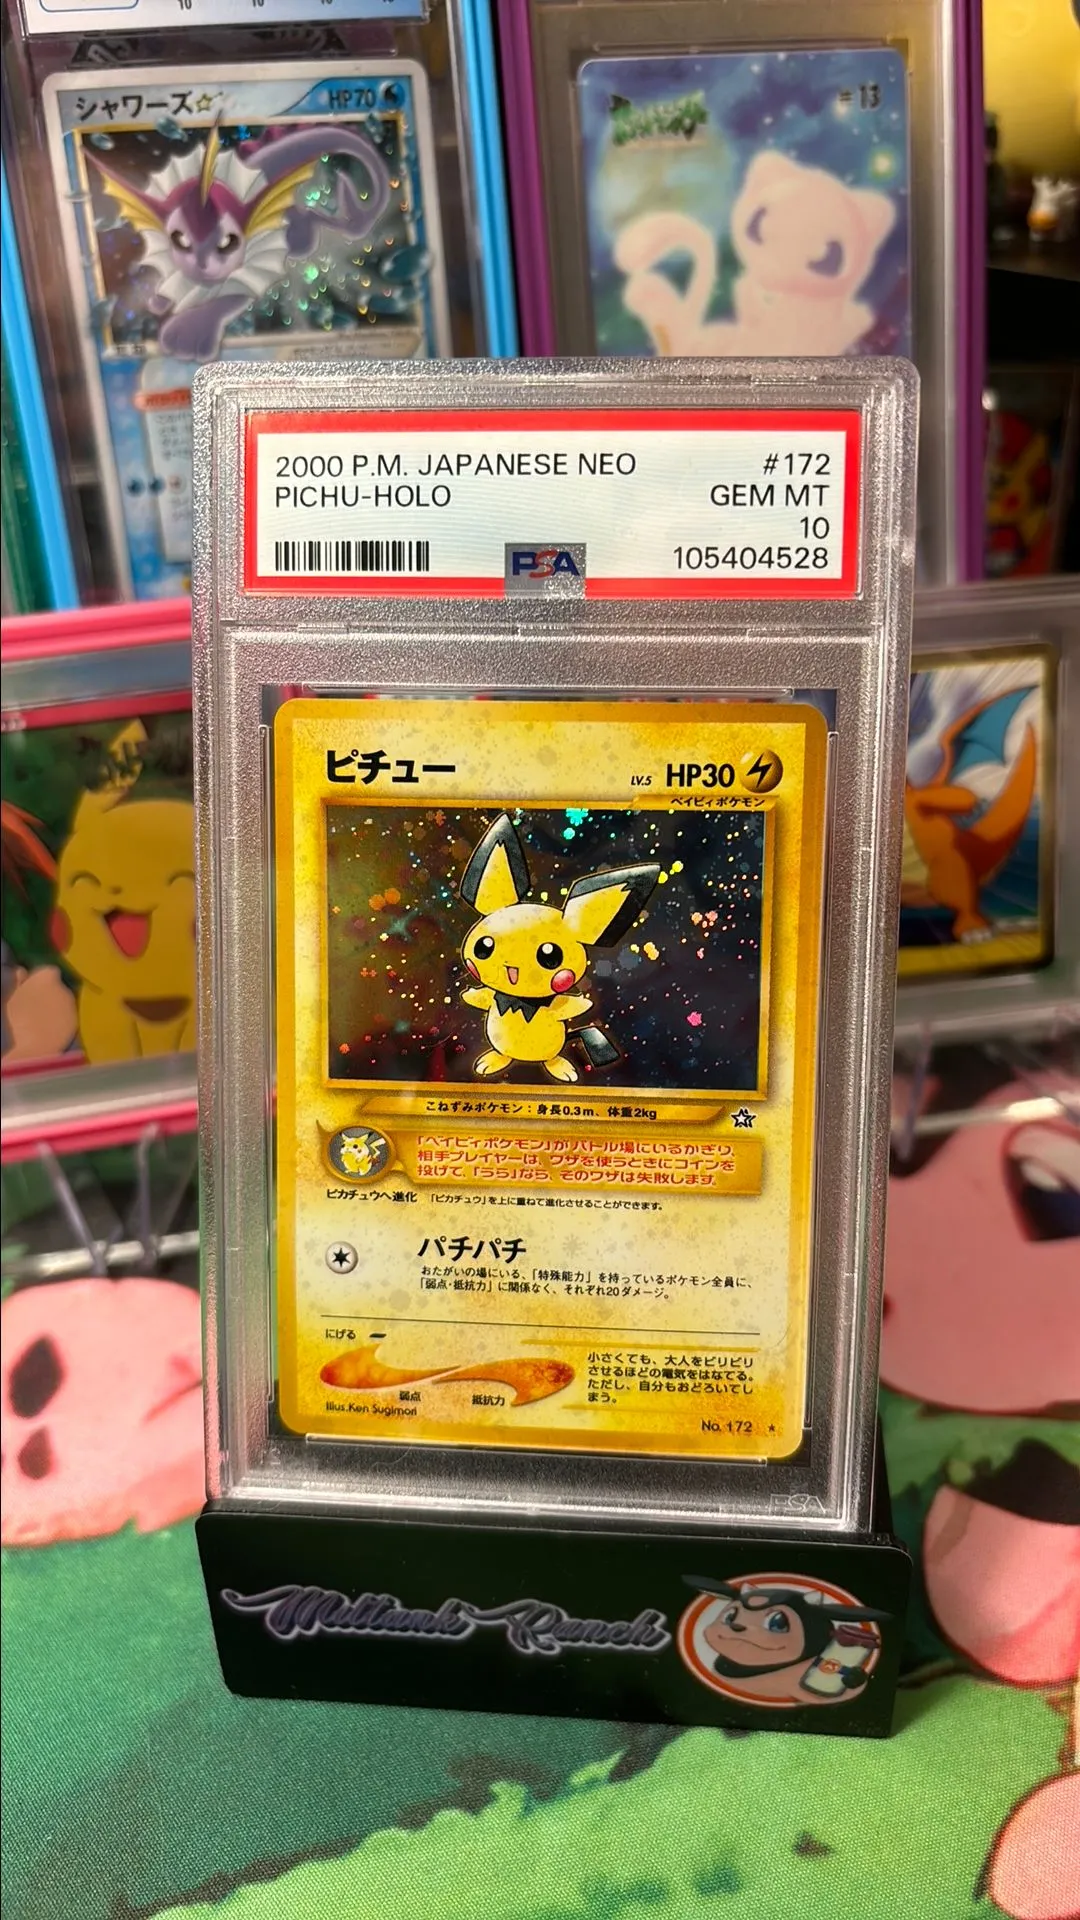 シャワーズ☆ HP70
#13
2000 P.M. JAPANESE NEO #172
PICHU-HOLO GEM MT
10
PSA 105404528
ピチュー LV.5 HP30
ベイビィポケモン
こねずみポケモン：身長0.3m、体重2kg
「ベイビィポケモン」がバトル場にいるかぎり、
相手プレイヤーは、ワザを使うときにコインを
投げて、「うら」なら、そのワザは失敗します。
ピカチュウへ進化 「ピカチュウ」を上に重ねて進化させることができます。
パチパチ
おたがいの場にいる、「特殊能力」を持っているポケモン全員に、
「弱点・抵抗力」に関係なく、それぞれ20ダメージ。
にげる
小さくても、大人をビリビリ
させるほどの電気をはなてる。
ただし、自分もおどろいてし
まう。
弱点 抵抗力
Illus.Ken Sugimori
No. 172 ★
PSA
Miltank Ranch